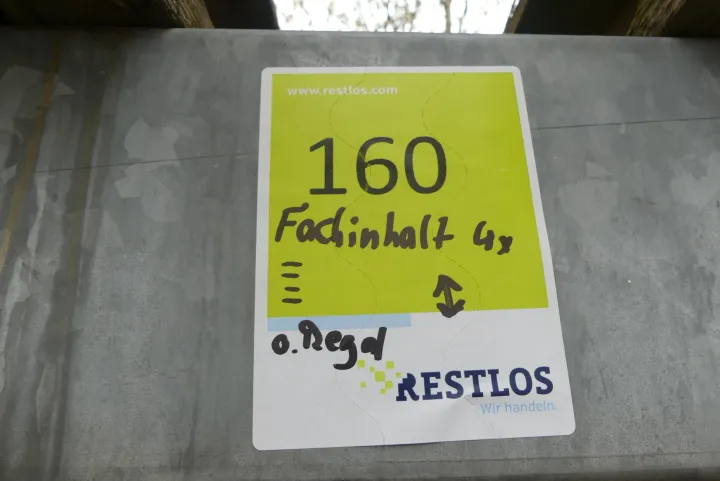 www.restlos.com
160
Fachinhalt 4x
o. Regal
RESTLOS
Wir handeln.